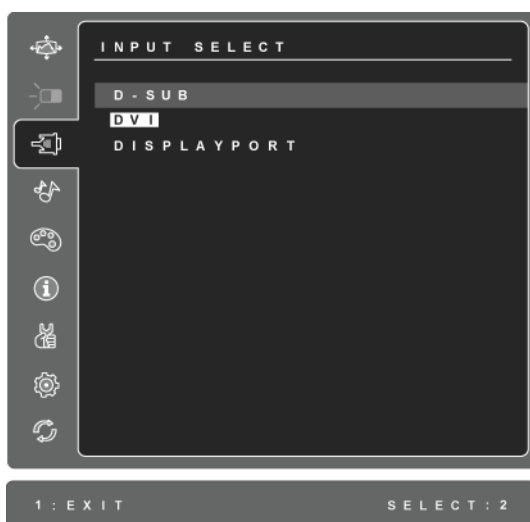 INPUT SELECT
D-SUB
DVI
DISPLAYPORT
1:EXIT SELECT:2